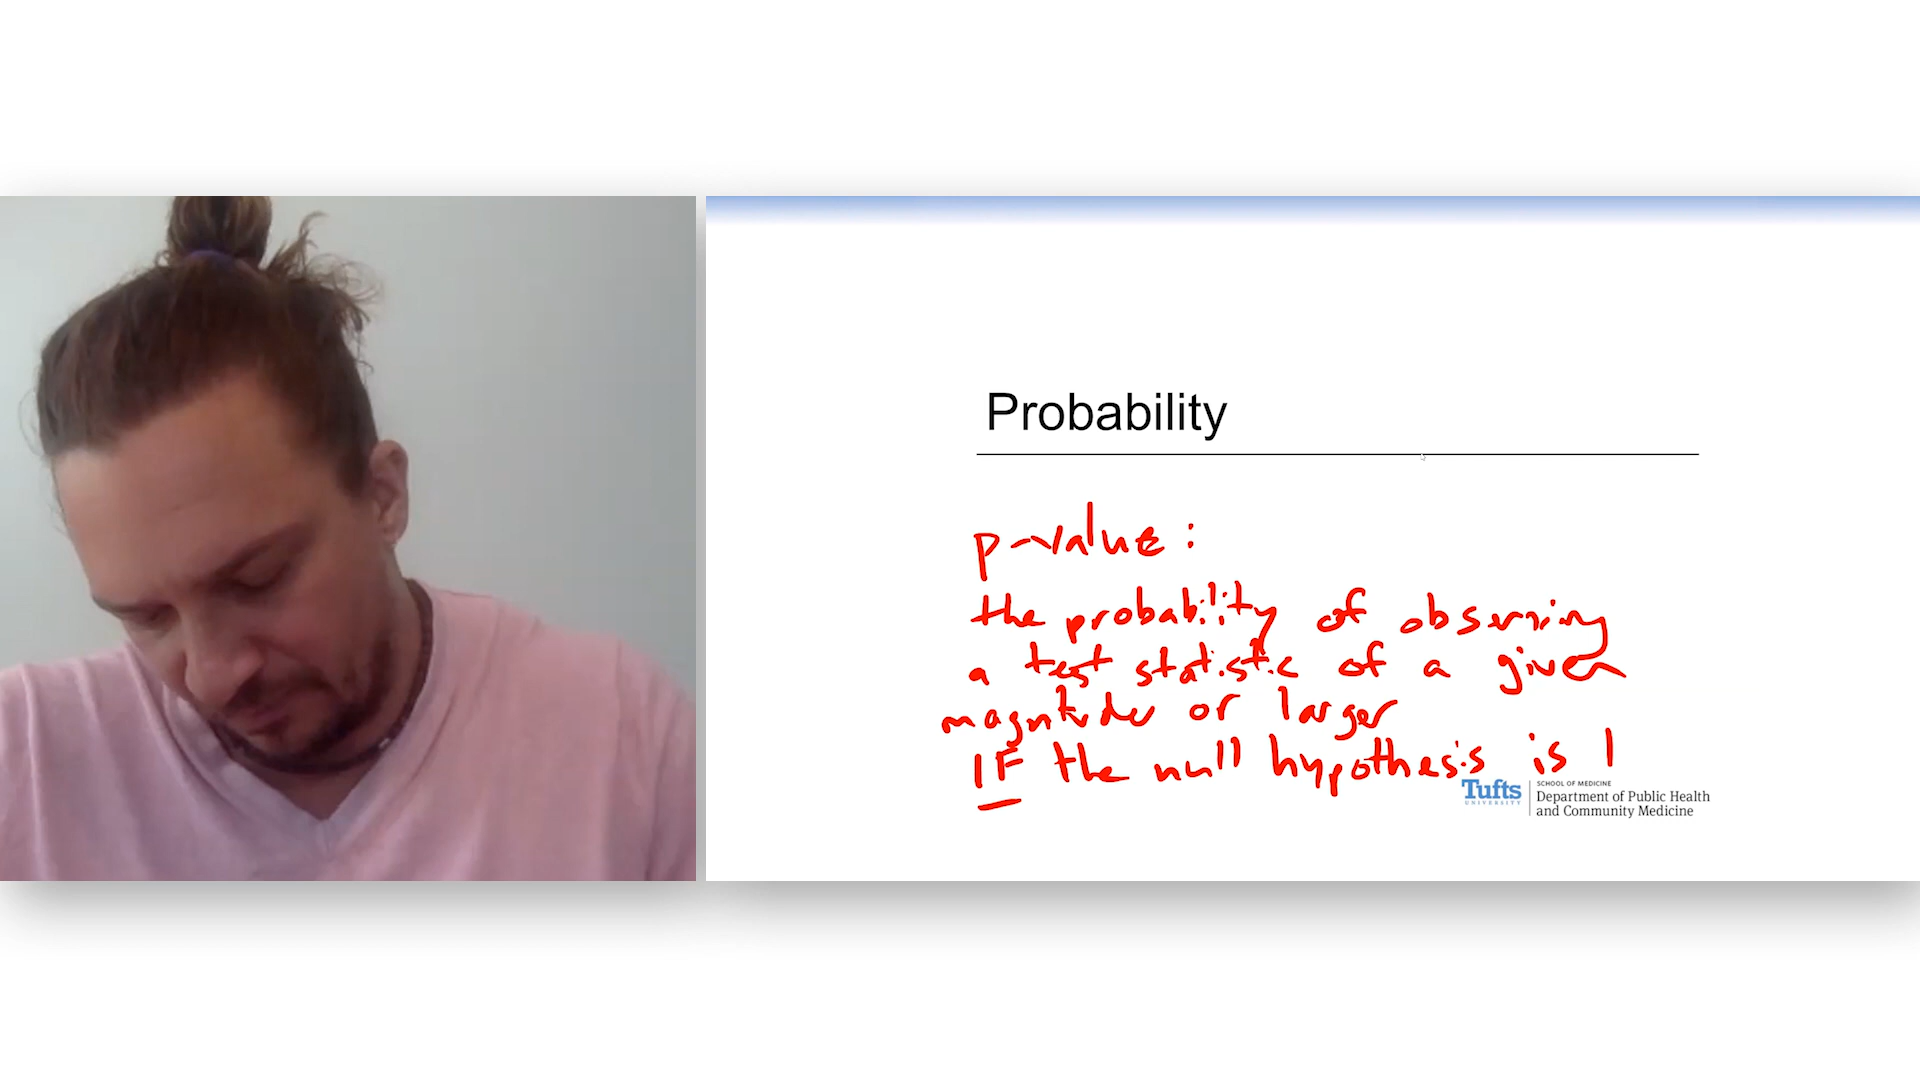 Probability
p-value:
the probability of observing
a test statistic of a given
magnitude or larger
IF the null hypothesis is
Tufts
UNIVERSITY
SCHOOL OF MEDICINE
Department of Public Health
and Community Medicine